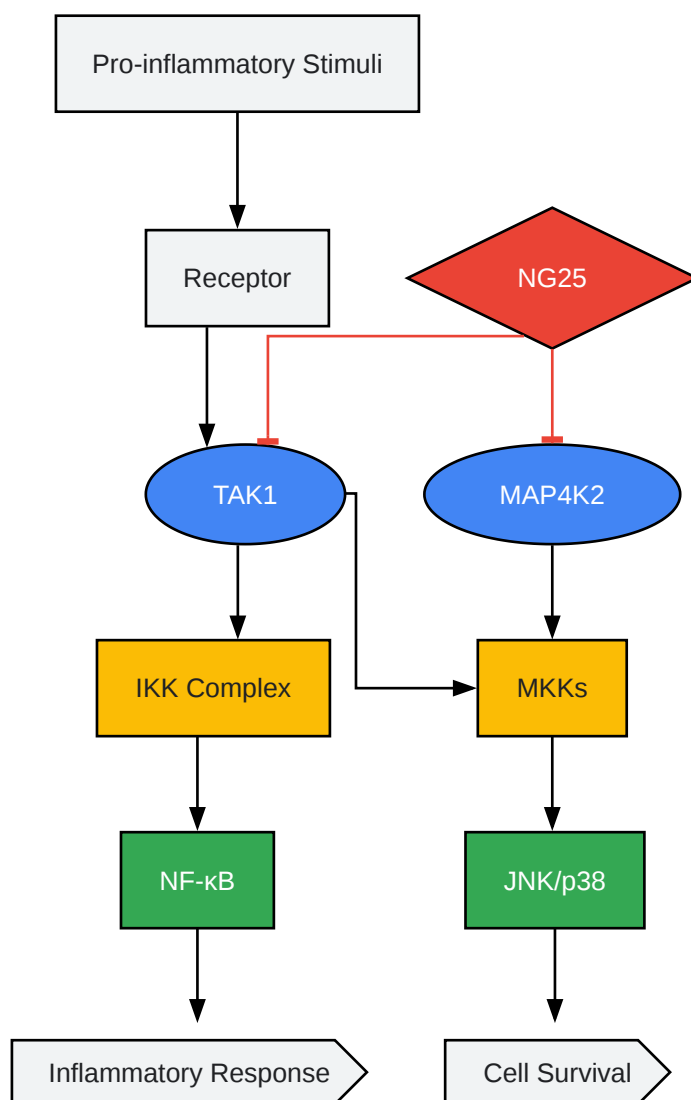 Pro-inflammatory Stimuli
Receptor
NG25
TAK1
MAP4K2
IKK Complex
MKKs
NF-κB
JNK/p38
Inflammatory Response
Cell Survival